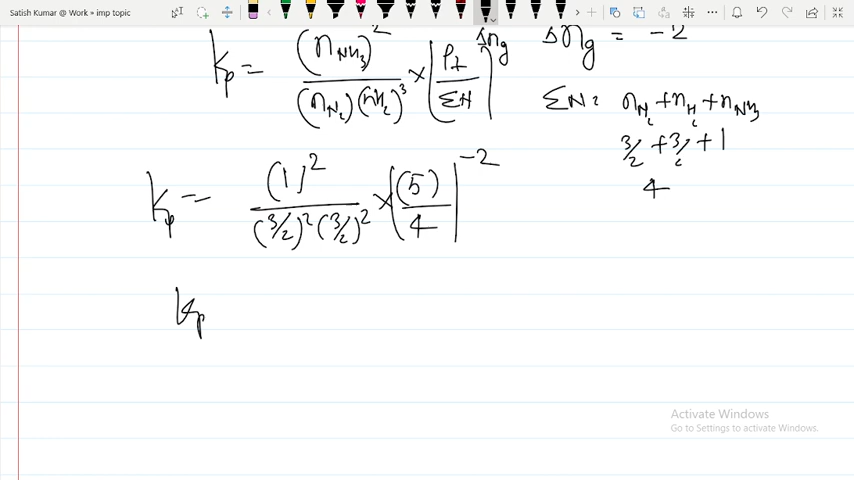 Satish Kumar @ Work » imp topic
Kp = (nNH3)^2 / (nN2)(nH2)^3 × (PT / ΣN)^Δng
Δng = -2
ΣN: nN2 + nH2 + nNH3
3/2 + 3/2 + 1
4
Kp = (1)^2 / (3/2)^2 (3/2)^2 × ((5) / 4)^-2
Kp
Activate Windows
Go to Settings to activate Windows.